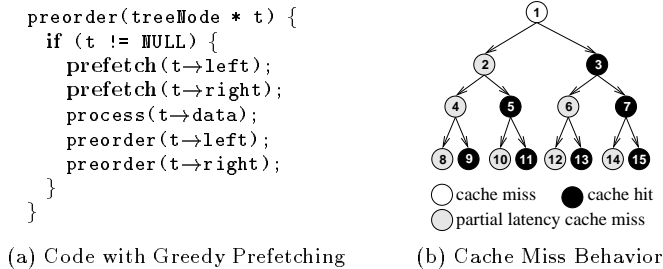 preorder(treeNode * t) {
if (t != NULL) {
prefetch(t→left);
prefetch(t→right);
process(t→data);
preorder(t→left);
preorder(t→right);
}
}
(a) Code with Greedy Prefetching
1
2 3
4 5 6 7
8 9 10 11 12 13 14 15
cache miss cache hit
partial latency cache miss
(b) Cache Miss Behavior